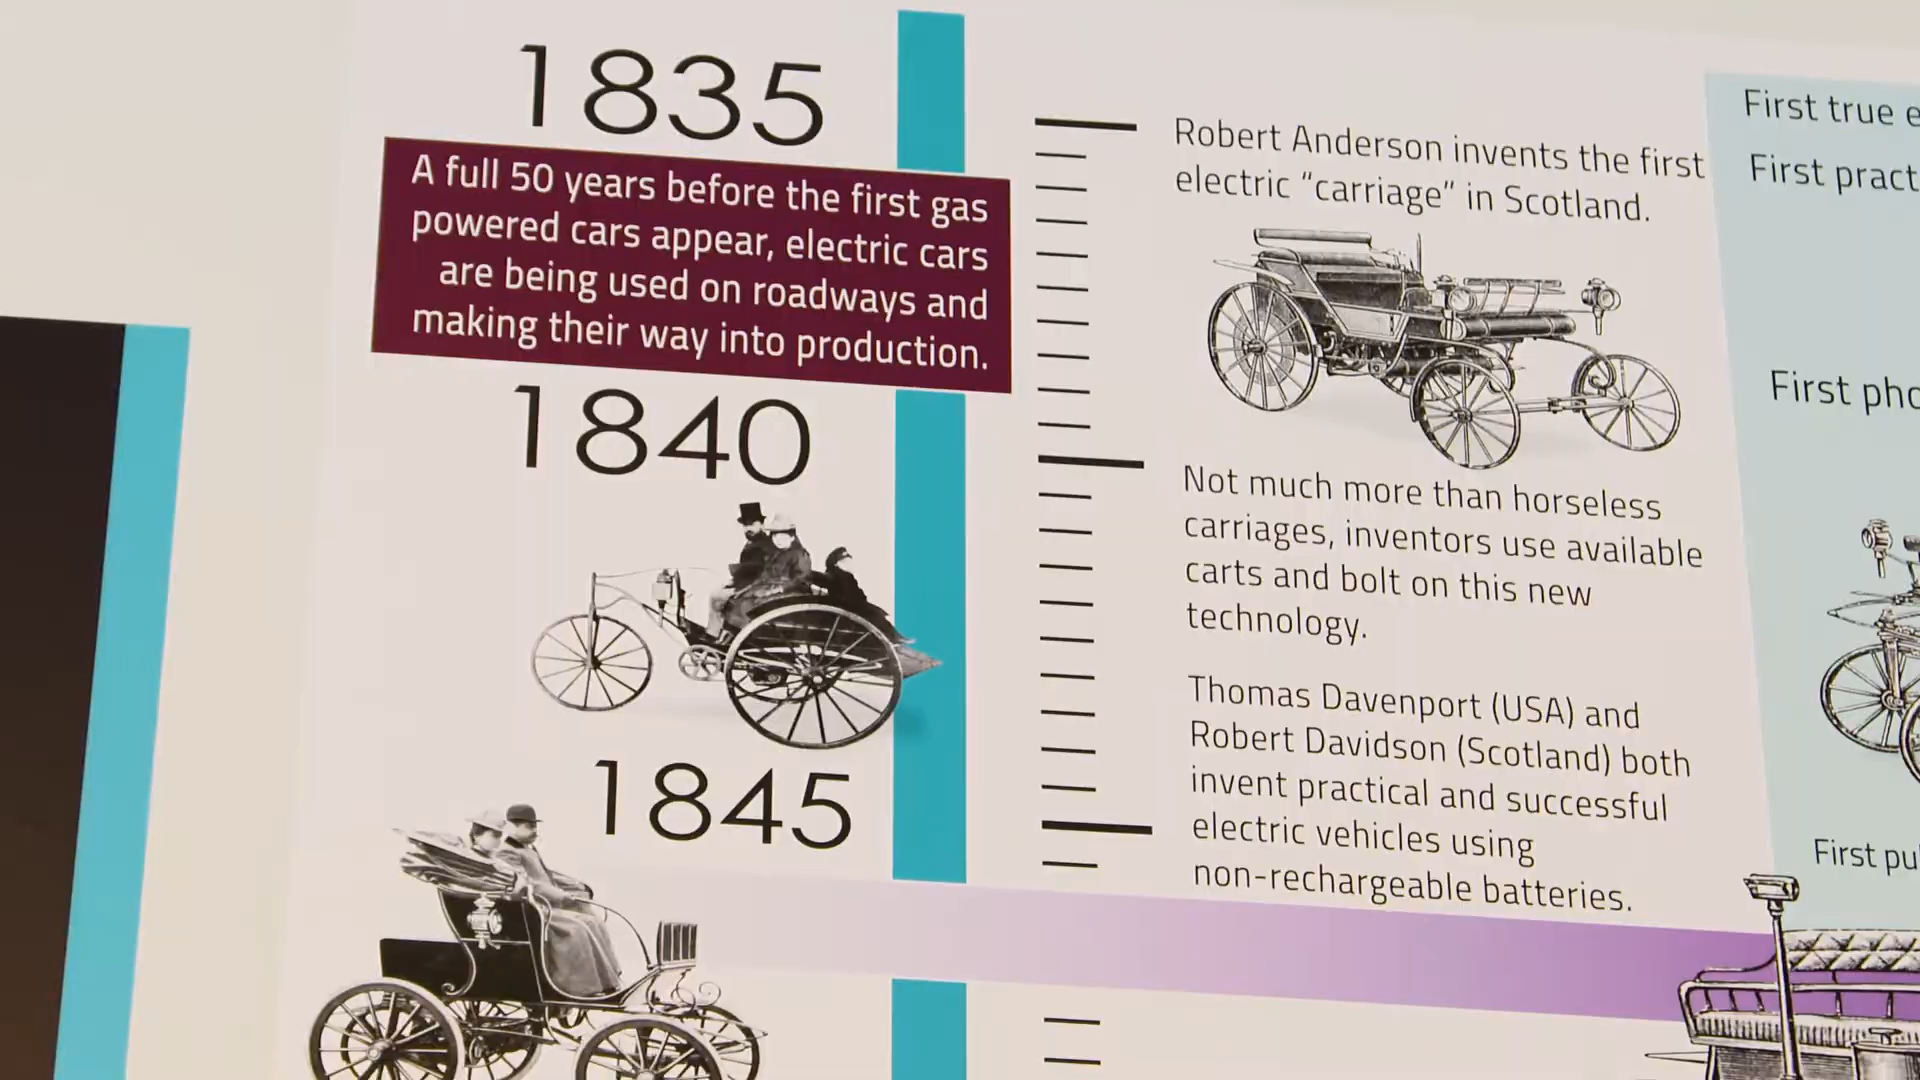 1835
A full 50 years before the first gas
powered cars appear, electric cars
are being used on roadways and
making their way into production.
1840
1845
Robert Anderson invents the first
electric “carriage” in Scotland.
Not much more than horseless
carriages, inventors use available
carts and bolt on this new
technology.
Thomas Davenport (USA) and
Robert Davidson (Scotland) both
invent practical and successful
electric vehicles using
non-rechargeable batteries.
First true
First
First
First